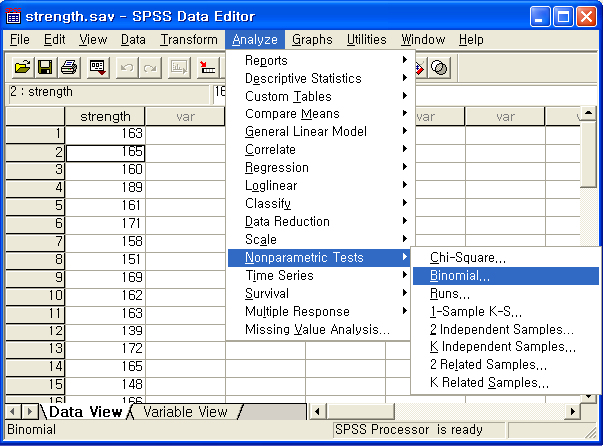 strength.sav - SPSS Data Editor
File Edit View Data Transform Analyze Graphs Utilities Window Help
2 : strength
strength var var var
1 163
2 165
3 160
4 189
5 161
6 171
7 158
8 151
9 169
10 162
11 163
12 139
13 172
14 165
15 148
16 166
Reports
Descriptive Statistics
Custom Tables
Compare Means
General Linear Model
Correlate
Regression
Loglinear
Classify
Data Reduction
Scale
Nonparametric Tests
Time Series
Survival
Multiple Response
Missing Value Analysis...
Chi-Square...
Binomial...
Runs...
1-Sample K-S...
2 Independent Samples...
K Independent Samples...
2 Related Samples...
K Related Samples...
Data View Variable View
Binomial SPSS Processor is ready